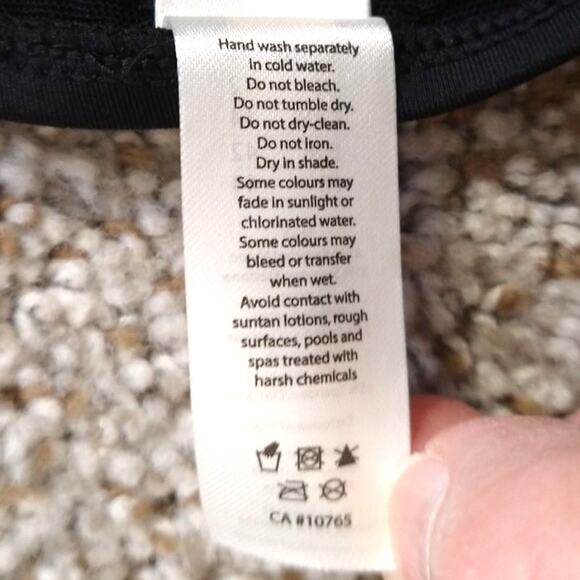 Hand wash separately
in cold water.
Do not bleach.
Do not tumble dry.
Do not dry-clean.
Do not iron.
Dry in shade.
Some colours may
fade in sunlight or
chlorinated water.
Some colours may
bleed or transfer
when wet.
Avoid contact with
suntan lotions, rough
surfaces, pools and
spas treated with
harsh chemicals
CA #10765